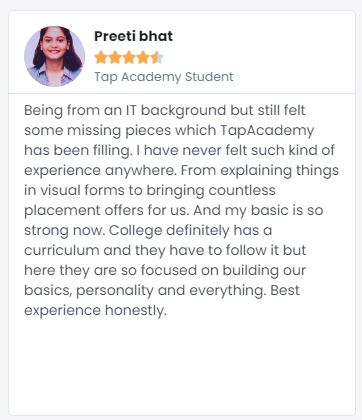 Preeti bhat
Tap Academy Student
Being from an IT background but still felt
some missing pieces which TapAcademy
has been filling. I have never felt such kind of
experience anywhere. From explaining things
in visual forms to bringing countless
placement offers for us. And my basic is so
strong now. College definitely has a
curriculum and they have to follow it but
here they are so focused on building our
basics, personality and everything. Best
experience honestly.